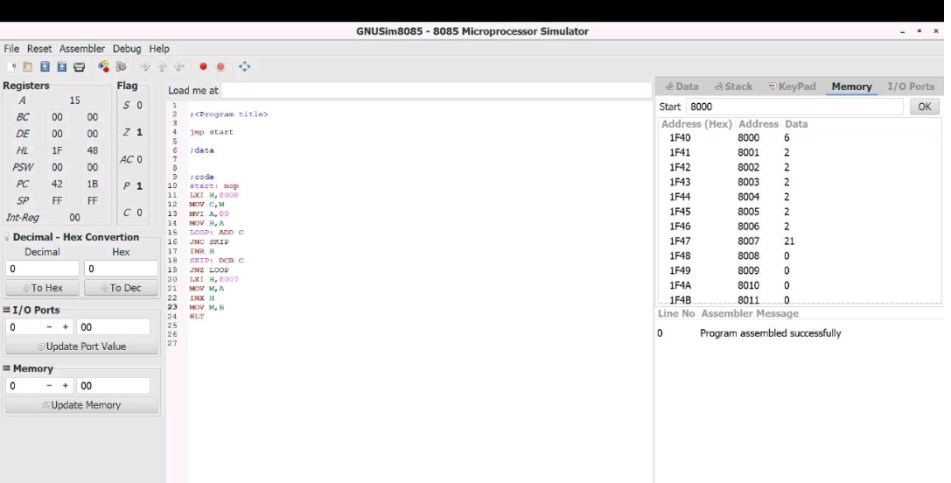 GNUSim8085 - 8085 Microprocessor Simulator
File Reset Assembler Debug Help
Registers
A 15
BC 00 00
DE 00 00
HL 1F 48
PSW 00 00
PC 42 1B
SP FF FF
Int-Reg 00
Flag
S 0
Z 1
AC 0
P 1
C 0
Decimal - Hex Convertion
Decimal Hex
0 0
To Hex To Dec
I/O Ports
0 - + 00
Update Port Value
Memory
0 - + 00
Update Memory
Load me at
1
2 ;<Program title>
3
4 jmp start
5
6 ;data
7
8
9 ;code
10 start: nop
11 LXI H,8000
12 MOV C,M
13 MVI A,00
14 MOV B,A
15 LOOP: ADD C
16 JNC SKIP
17 INR B
18 SKIP: DCR C
19 JNZ LOOP
20 LXI H,8007
21 MOV M,A
22 INX H
23 MOV M,B
24 HLT
25
26
27
Data Stack KeyPad Memory I/O Ports
Start 8000 OK
Address (Hex) Address Data
1F40 8000 6
1F41 8001 2
1F42 8002 2
1F43 8003 2
1F44 8004 2
1F45 8005 2
1F46 8006 2
1F47 8007 21
1F48 8008 0
1F49 8009 0
1F4A 8010 0
1F4B 8011 0
Line No Assembler Message
0 Program assembled successfully